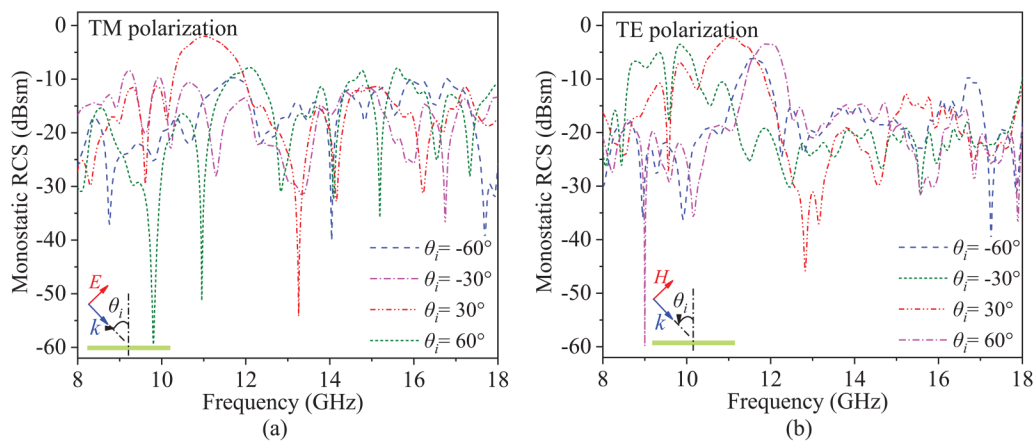 TM polarization
Monostatic RCS (dBsm)
0
-10
-20
-30
-40
-50
-60
E
k
θi
θi= -60°
θi= -30°
θi= 30°
θi= 60°
8 10 12 14 16 18
Frequency (GHz)
(a)
TE polarization
Monostatic RCS (dBsm)
0
-10
-20
-30
-40
-50
-60
H
k
θi
θi= -60°
θi= -30°
θi= 30°
θi= 60°
8 10 12 14 16 18
Frequency (GHz)
(b)